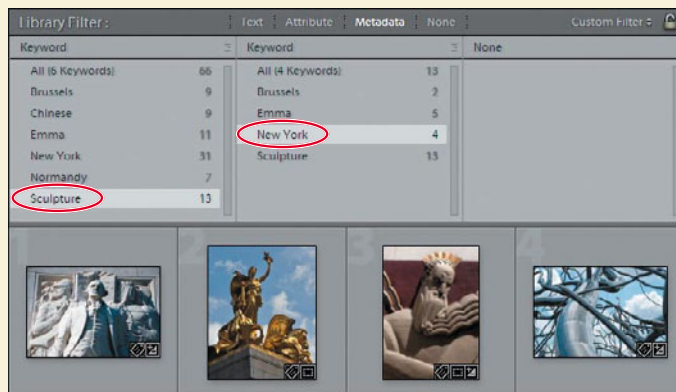 Library Filter : Text Attribute Metadata None Custom Filter
Keyword Keyword None
All (6 Keywords) 66 All (4 Keywords) 13
Brussels 9 Brussels 2
Chinese 9 Emma 5
Emma 11 New York 4
New York 31 Sculpture 13
Normandy 7
Sculpture 13
1 2 3 4